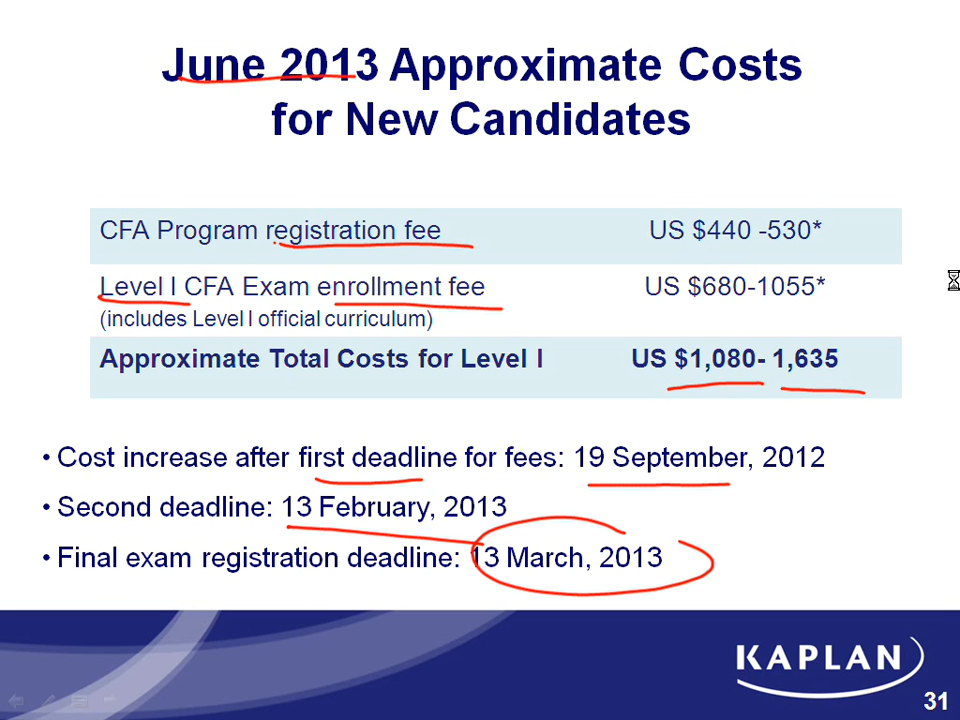 June 2013 Approximate Costs
for New Candidates
CFA Program registration fee US $440 -530*
Level I CFA Exam enrollment fee US $680-1055*
(includes Level I official curriculum)
Approximate Total Costs for Level I US $1,080- 1,635
• Cost increase after first deadline for fees: 19 September, 2012
• Second deadline: 13 February, 2013
• Final exam registration deadline: 13 March, 2013
KAPLAN
31